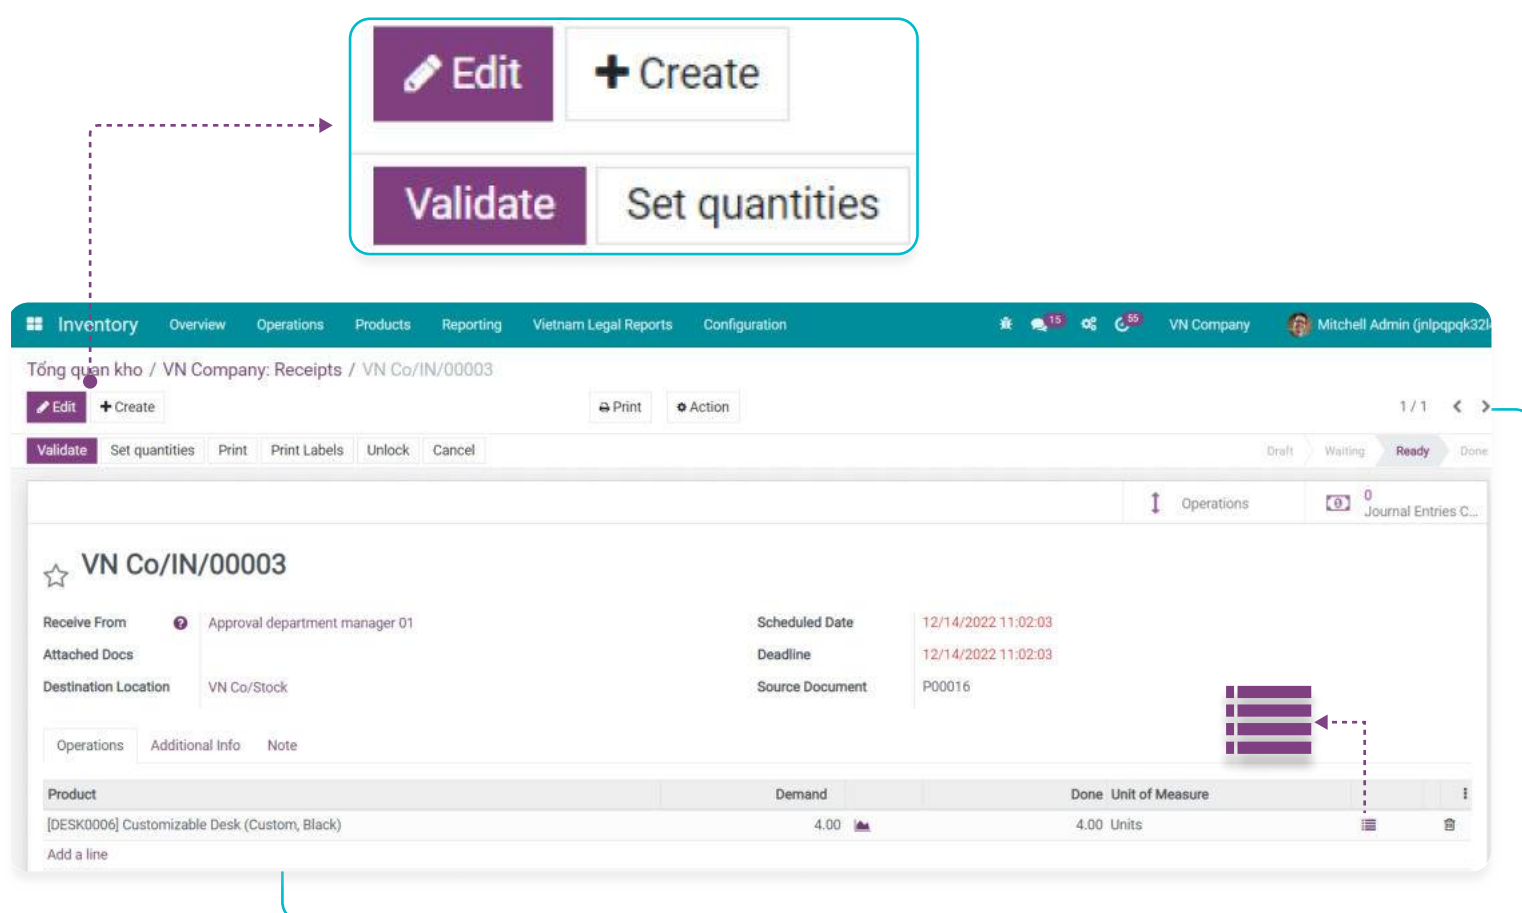 Edit
Create
Validate
Set quantities
Inventory Overview Operations Products Reporting Vietnam Legal Reports Configuration 15 55 VN Company Mitchell Admin (jnlpqpqk32l
Tổng quan kho / VN Company: Receipts / VN Co/IN/00003
Edit Create Print Action 1 / 1
Validate Set quantities Print Print Labels Unlock Cancel Draft Waiting Ready Done
Operations 0 Journal Entries C...
VN Co/IN/00003
Receive From ? Approval department manager 01 Scheduled Date 12/14/2022 11:02:03
Attached Docs Deadline 12/14/2022 11:02:03
Destination Location VN Co/Stock Source Document P00016
Operations Additional Info Note
Product Demand Done Unit of Measure
[DESK0006] Customizable Desk (Custom, Black) 4.00 4.00 Units
Add a line